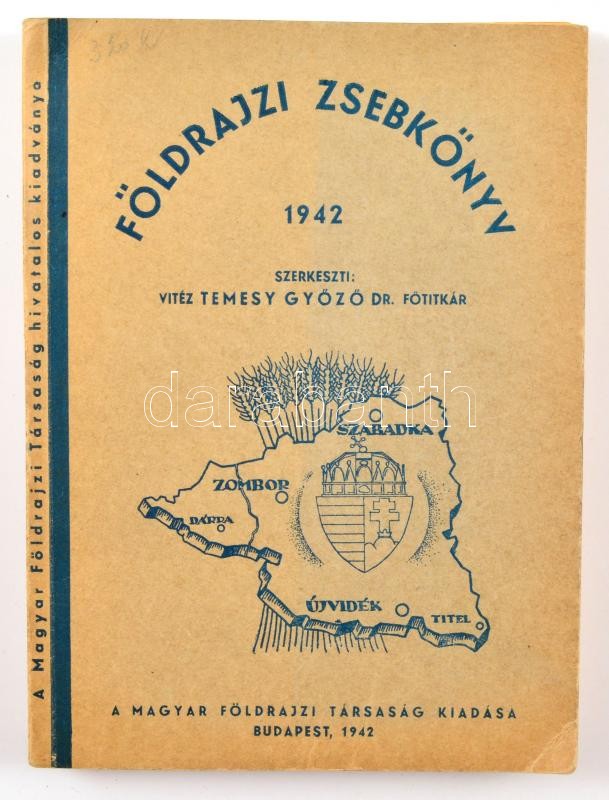 A Magyar Földrajzi Társaság hivatalos kiadványa
FÖLDRAJZI ZSEBKÖNYV
1942
SZERKESZTI:
VITÉZ TEMESY GYŐZŐ DR. FŐTITKÁR
darabanth
SZABADKA
ZOMBOR
DÁRDA
ÚJVIDÉK
TITEL
A MAGYAR FÖLDRAJZI TÁRSASÁG KIADÁSA
BUDAPEST, 1942